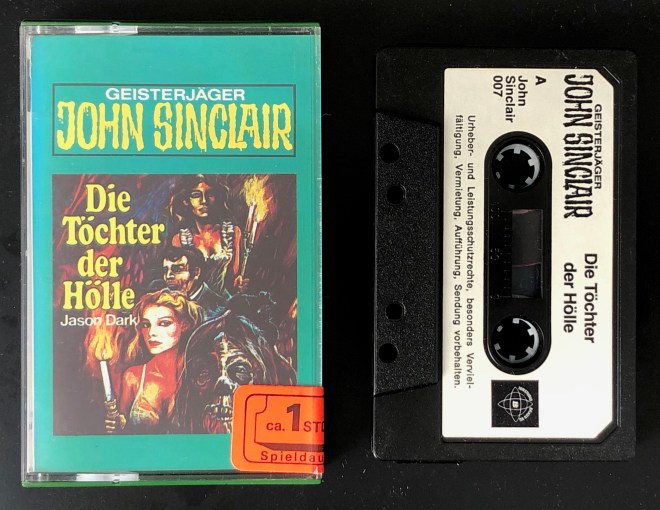 GEISTERJÄGER
JOHN SINCLAIR
Die
Töchter
der
Hölle
Jason Dark
ca. 1 ST
Spieldau
GEISTERJÄGER
JOHN SINCLAIR
Die Töchter
der Hölle
A
John
Sinclair
007
Urheber- und Leistungsschutzrechte, besonders Verviel-
fältigung, Vermietung, Aufführung, Sendung vorbehalten.